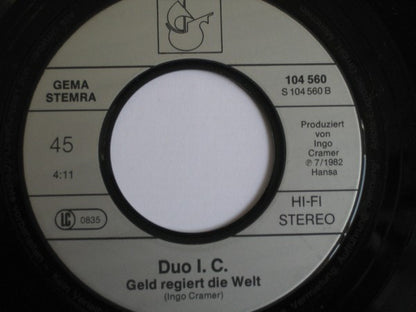 GEMA
STEMRA
104 560
S 104 560 B
45
4:11
Produziert
von
Ingo
Cramer
℗ 7/1982
Hansa
LC 0835
HI-FI
STEREO
Duo I. C.
Geld regiert die Welt
(Ingo Cramer)